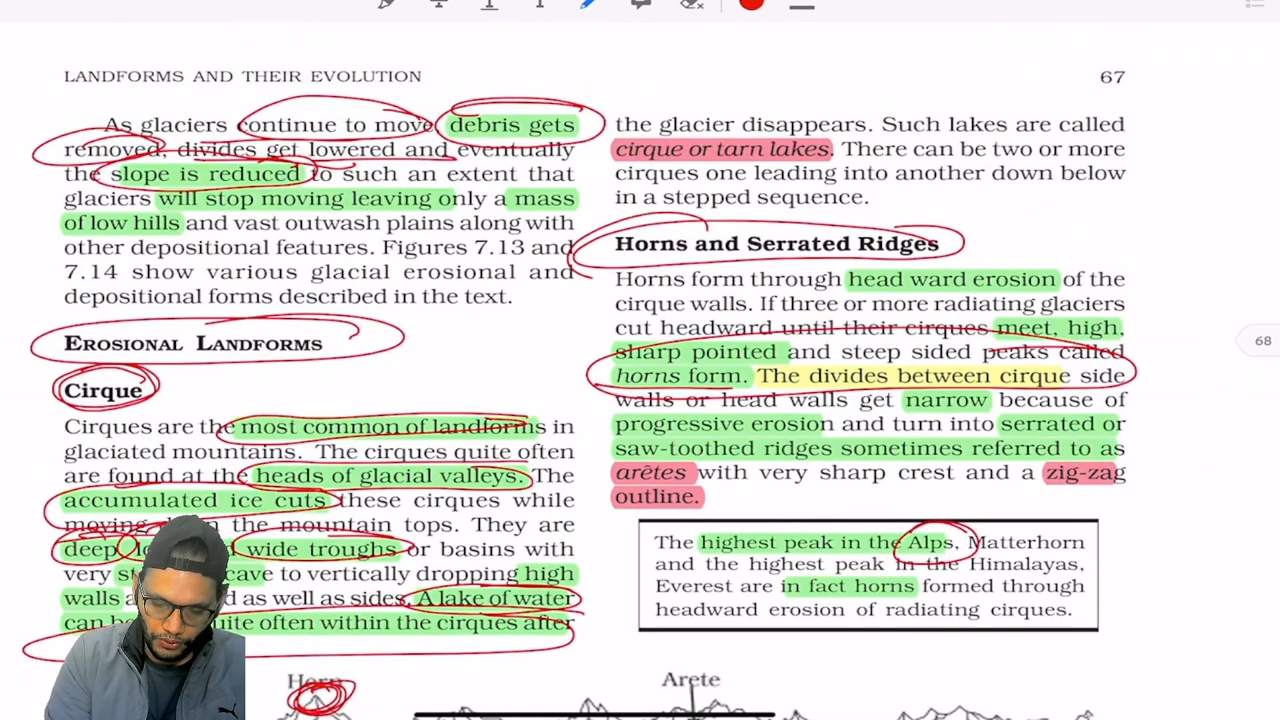 LANDFORMS AND THEIR EVOLUTION
67
As glaciers continue to move, debris gets
removed, divides get lowered and eventually
the slope is reduced to such an extent that
glaciers will stop moving leaving only a mass
of low hills and vast outwash plains along with
other depositional features. Figures 7.13 and
7.14 show various glacial erosional and
depositional forms described in the text.
EROSIONAL LANDFORMS
Cirque
Cirques are the most common of landforms in
glaciated mountains. The cirques quite often
are found at the heads of glacial valleys. The
accumulated ice cuts these cirques while
moving the mountain tops. They are
deep, wide troughs or basins with
very to vertically dropping high
walls as well as sides. A lake of water
can be quite often within the cirques after
the glacier disappears. Such lakes are called
cirque or tarn lakes. There can be two or more
cirques one leading into another down below
in a stepped sequence.
Horns and Serrated Ridges
Horns form through head ward erosion of the
cirque walls. If three or more radiating glaciers
cut headward until their cirques meet, high,
sharp pointed and steep sided peaks called
horns form. The divides between cirque side
walls or head walls get narrow because of
progressive erosion and turn into serrated or
saw-toothed ridges sometimes referred to as
arêtes with very sharp crest and a zig-zag
outline.
The highest peak in the Alps, Matterhorn
and the highest peak in the Himalayas,
Everest are in fact horns formed through
headward erosion of radiating cirques.
Horn
Arete
68